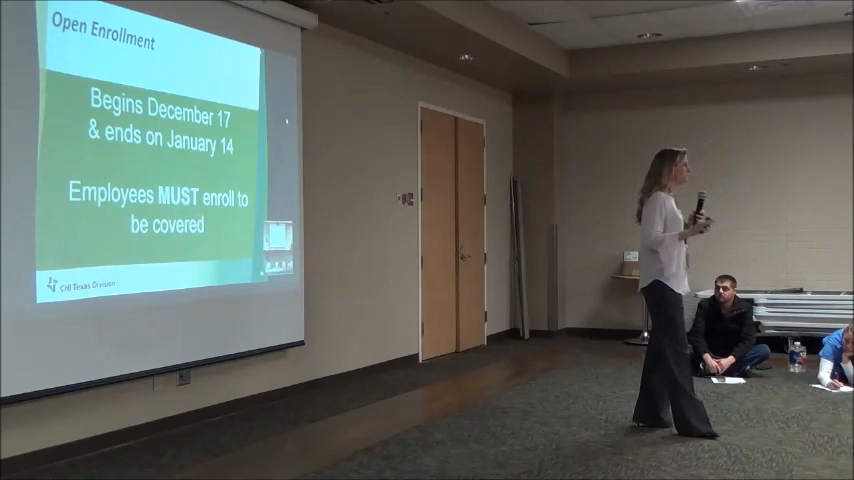 Open Enrollment
Begins December 17
& ends on January 14
Employees MUST enroll to
be covered
CHI Texas Division